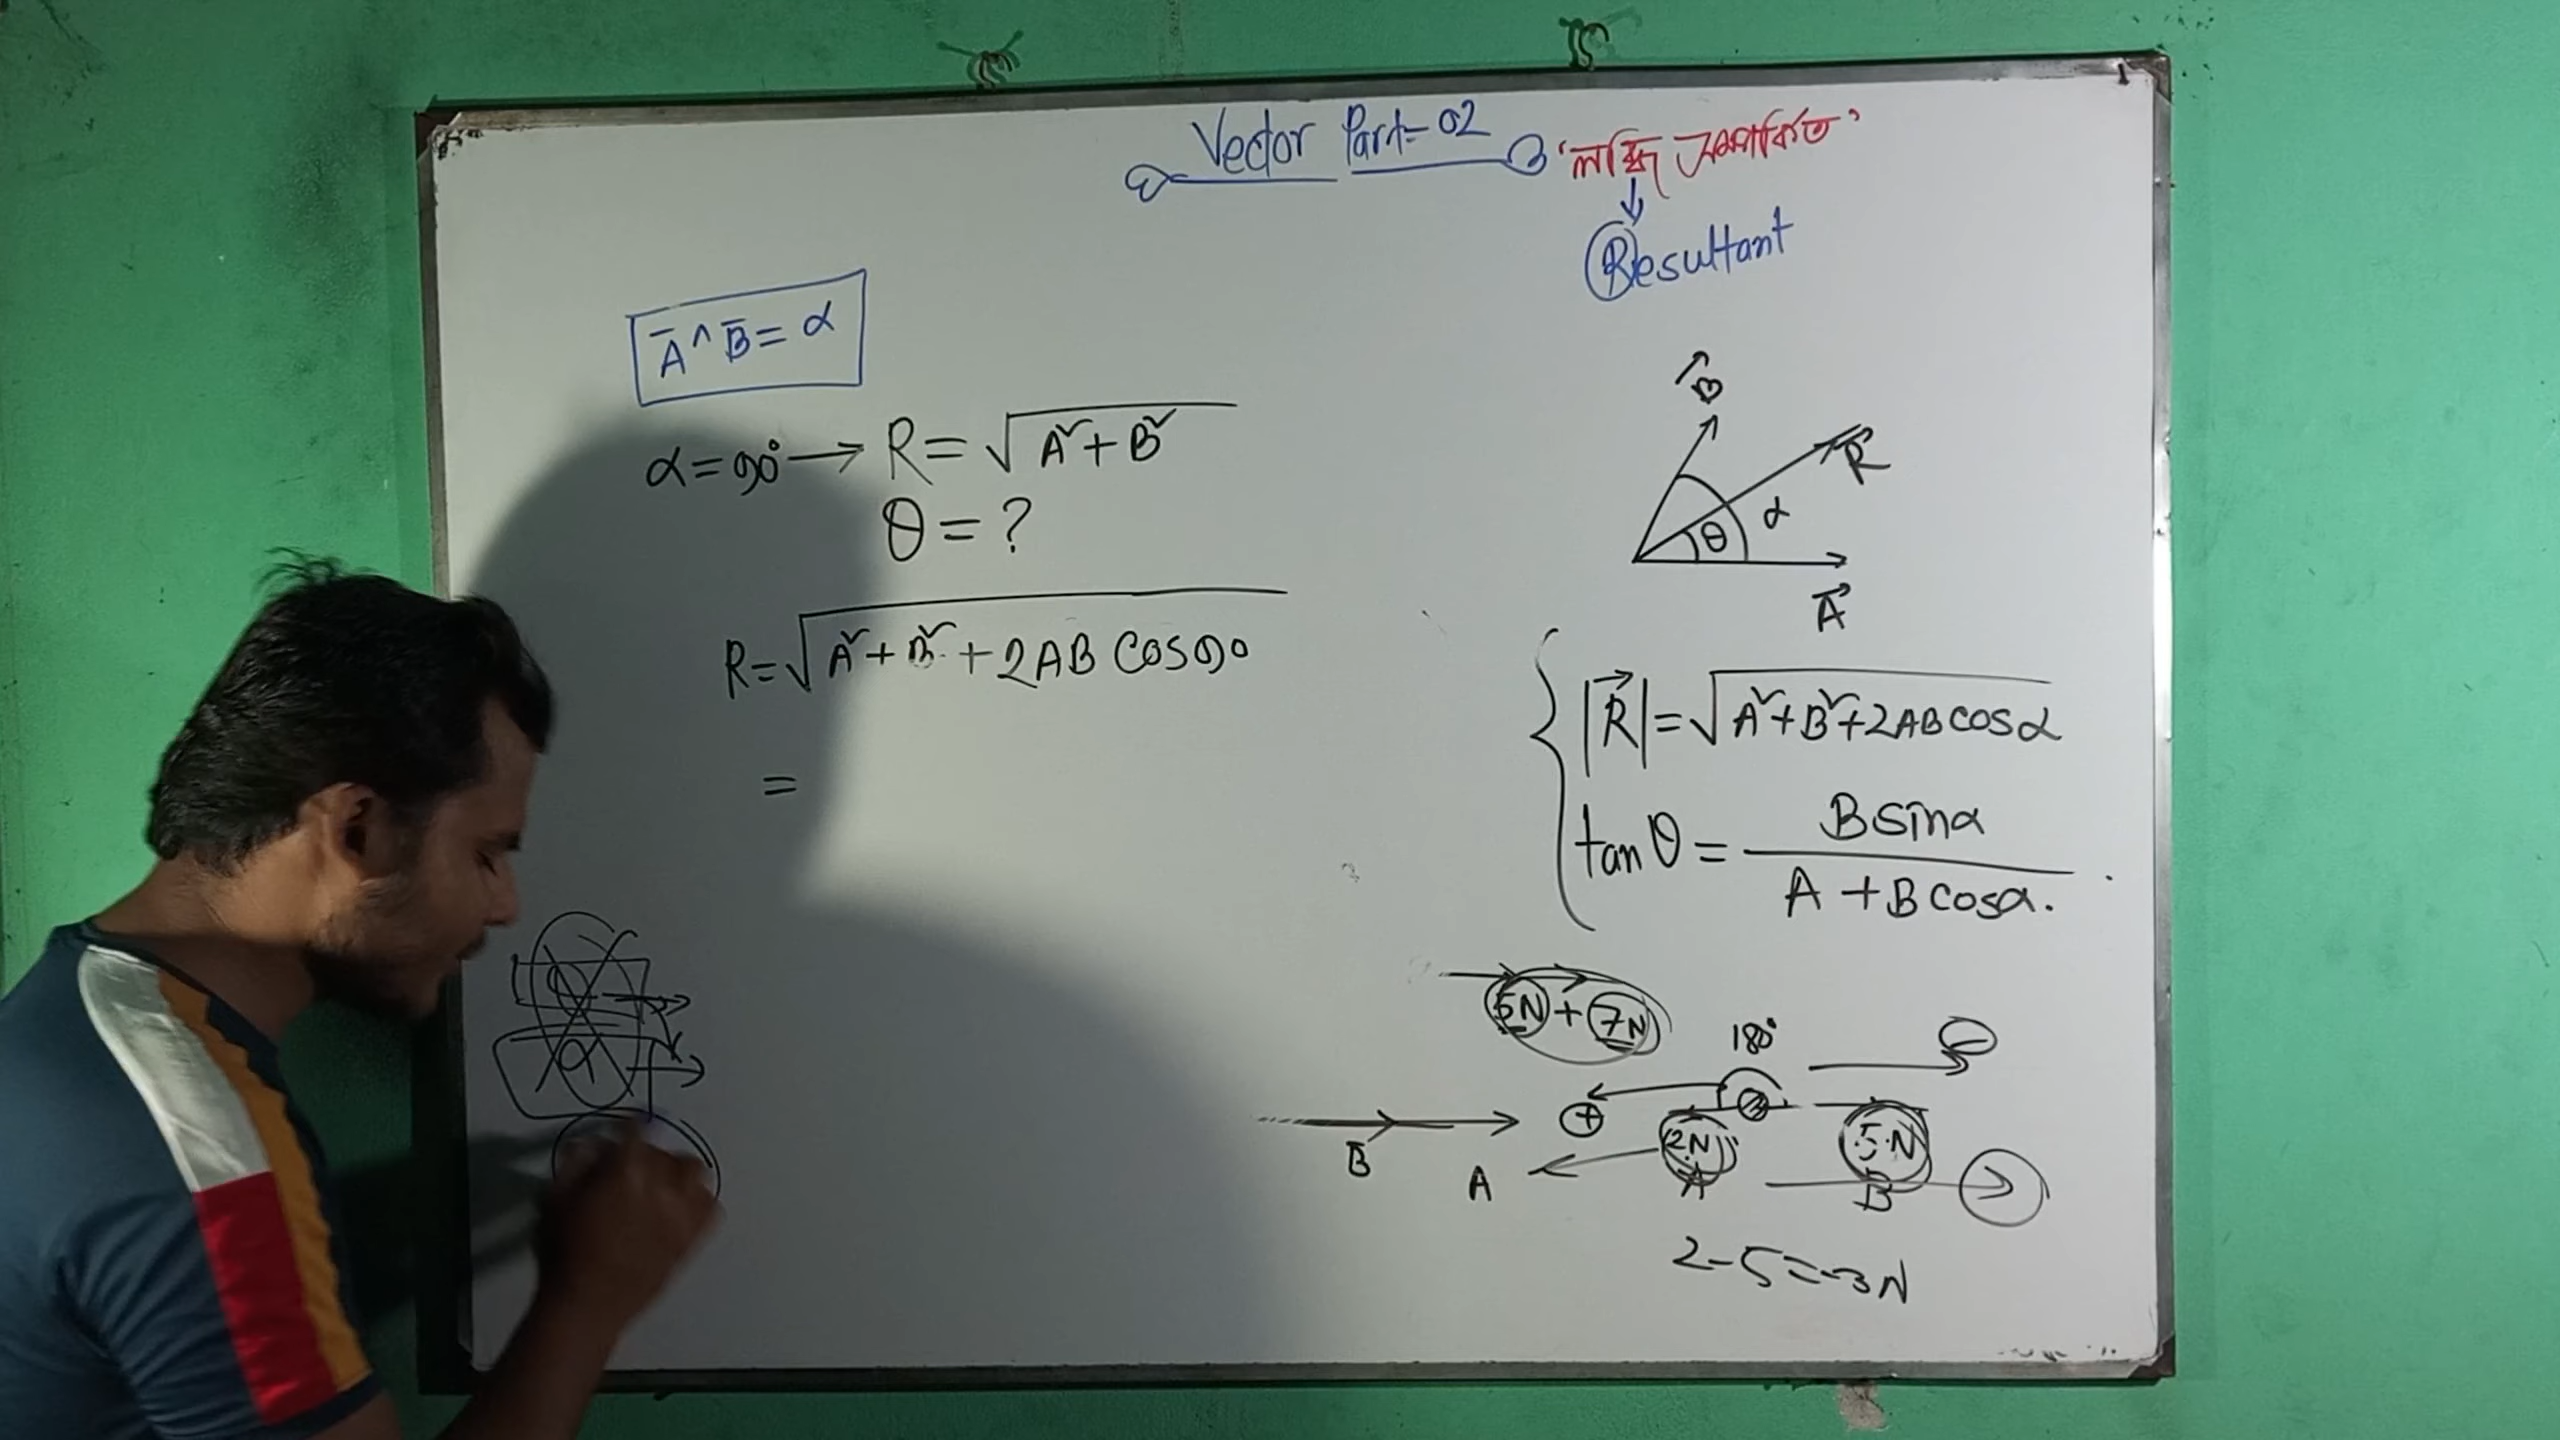 Vector Part-02 'লব্ধি সম্পর্কিত'
↓
Resultant
A̅ ^ B̅ = α
α = 90° → R = √(A² + B²)
θ = ?
R = √(A² + B² + 2AB cos90
=
B⃗
R⃗
α
θ
A⃗
|R⃗| = √(A² + B² + 2AB cosα)
tanθ = B sinα / A + B cosα.
5N + 7N
180°
−
+
2N
5N
B
A
A
B
2-5=-3N
α